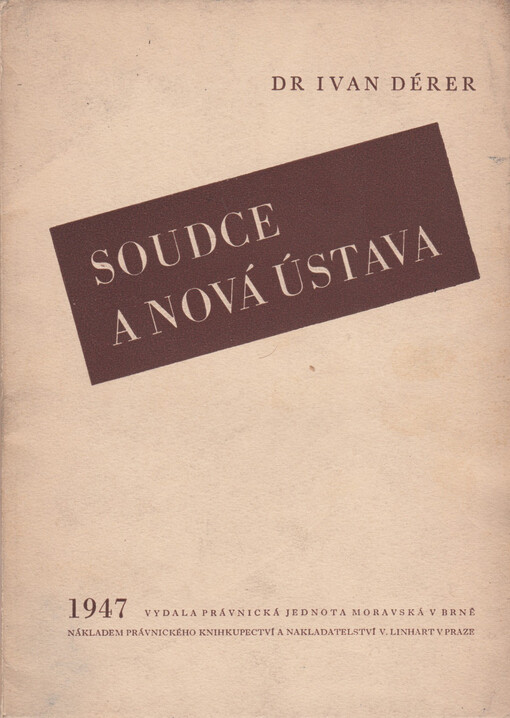 DR IVAN DÉRER
SOUDCE
A NOVÁ ÚSTAVA
1947 VYDALA PRÁVNICKÁ JEDNOTA MORAVSKÁ V BRNĚ
NÁKLADEM PRÁVNICKÉHO KNIHKUPECTVÍ A NAKLADATELSTVÍ V. LINHART V PRAZE